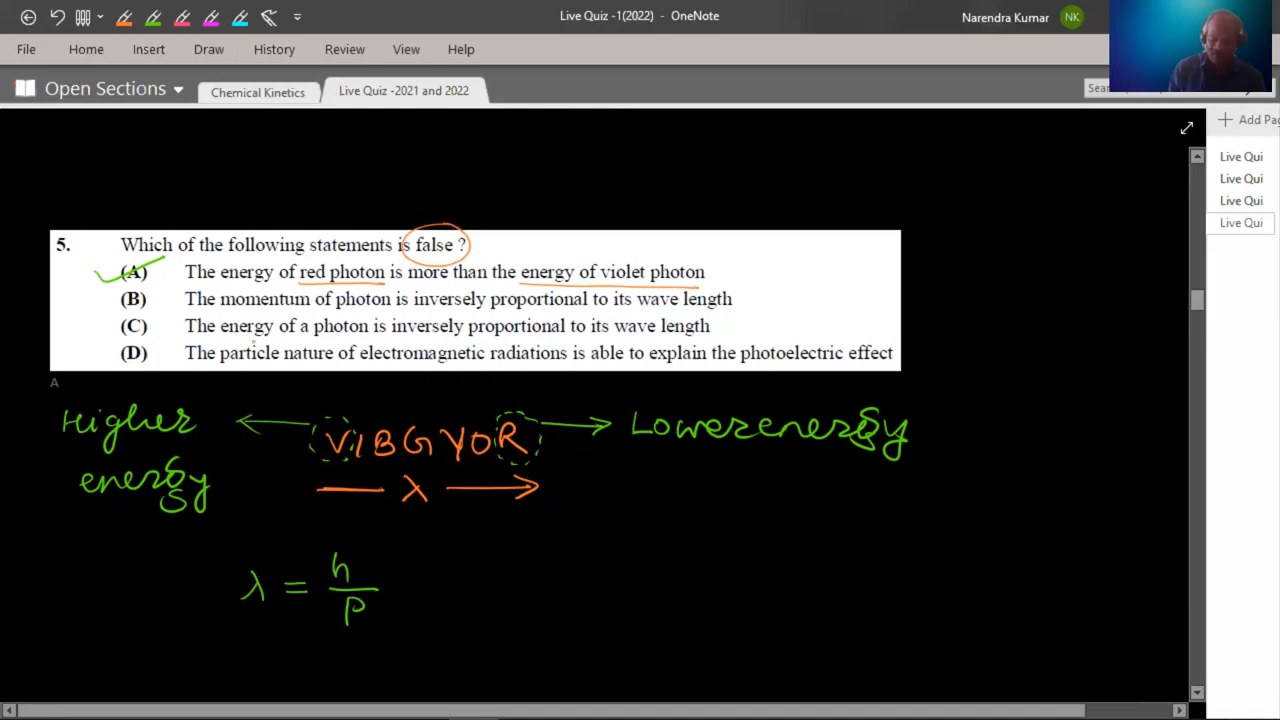 Live Quiz -1(2022) - OneNote
Narendra Kumar NK
File Home Insert Draw History Review View Help
Open Sections Chemical Kinetics Live Quiz -2021 and 2022
Add Pa
Live Qui
Live Qui
Live Qui
Live Qui
5. Which of the following statements is false ?
(A) The energy of red photon is more than the energy of violet photon
(B) The momentum of photon is inversely proportional to its wave length
(C) The energy of a photon is inversely proportional to its wave length
(D) The particle nature of electromagnetic radiations is able to explain the photoelectric effect
A
Higher energy
VIBGYOR
Lower energy
λ
λ = h/P